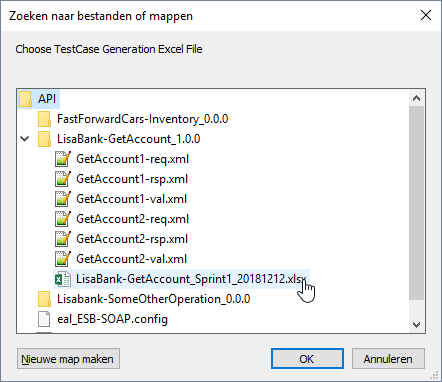 Zoeken naar bestanden of mappen
Choose TestCase Generation Excel File
API
FastForwardCars-Inventory_0.0.0
LisaBank-GetAccount_1.0.0
GetAccount1-req.xml
GetAccount1-rsp.xml
GetAccount1-val.xml
GetAccount2-req.xml
GetAccount2-rsp.xml
GetAccount2-val.xml
LisaBank-GetAccount_Sprint1_20181212.xlsx
Lisabank-SomeOtherOperation_0.0.0
eal_ESB-SOAP.config
Nieuwe map maken
OK
Annuleren